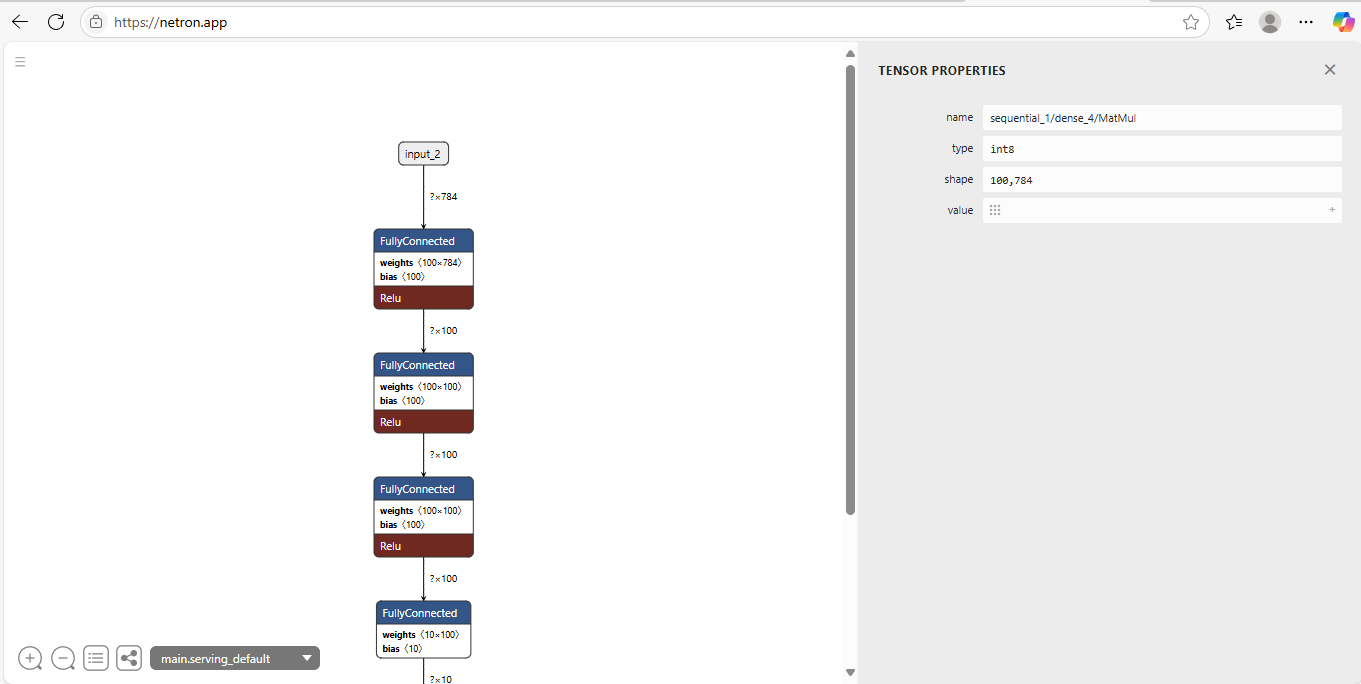 https://netron.app
input_2
?×784
FullyConnected
weights 〈100×784〉
bias 〈100〉
Relu
?×100
FullyConnected
weights 〈100×100〉
bias 〈100〉
Relu
?×100
FullyConnected
weights 〈100×100〉
bias 〈100〉
Relu
?×100
FullyConnected
weights 〈10×100〉
bias 〈10〉
?×10
main.serving_default
TENSOR PROPERTIES
name sequential_1/dense_4/MatMul
type int8
shape 100,784
value +